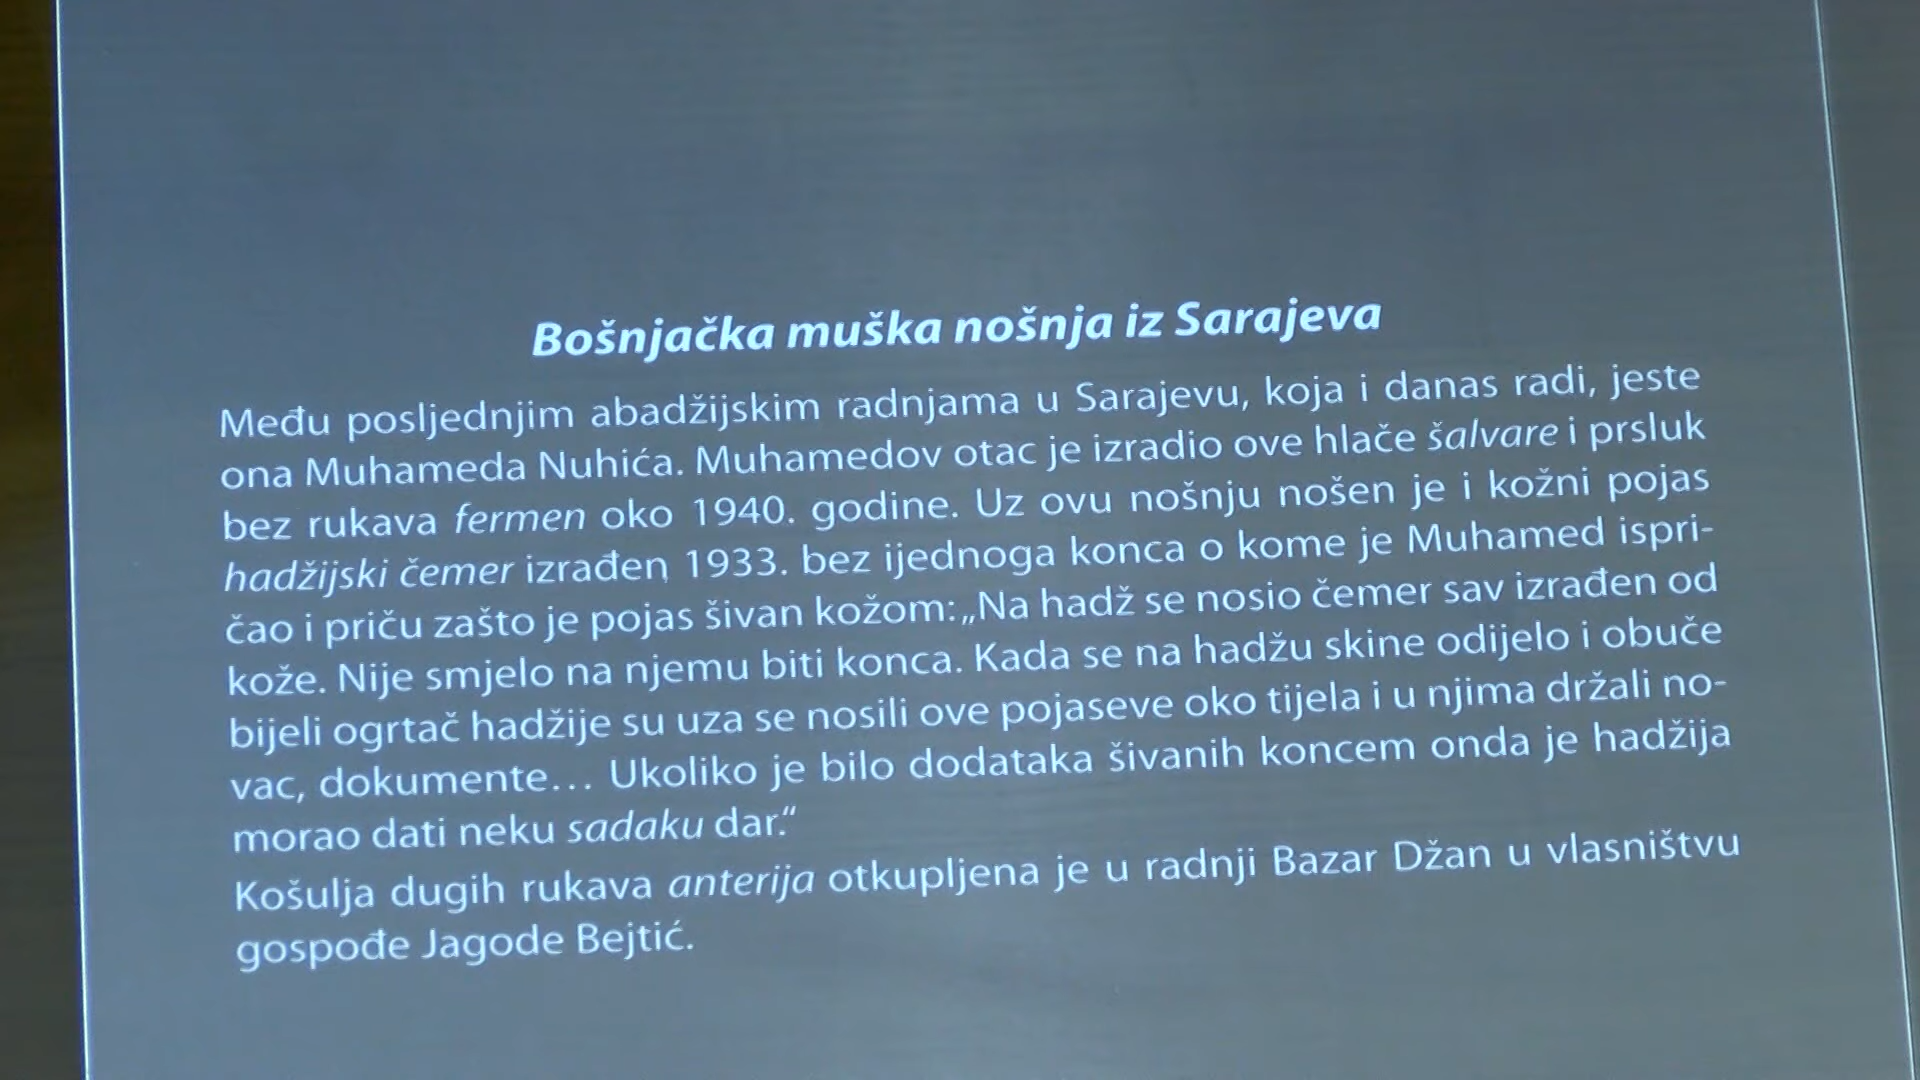 Bošnjačka muška nošnja iz Sarajeva
Među posljednjim abadžijskim radnjama u Sarajevu, koja i danas radi, jeste
ona Muhameda Nuhića. Muhamedov otac je izradio ove hlače šalvare i prsluk
bez rukava fermen oko 1940. godine. Uz ovu nošnju nošen je i kožni pojas
hadžijski čemer izrađen 1933. bez ijednoga konca o kome je Muhamed ispri-
čao i priču zašto je pojas šivan kožom: „Na hadž se nosio čemer sav izrađen od
kože. Nije smjelo na njemu biti konca. Kada se na hadžu skine odijelo i obuče
bijeli ogrtač hadžije su uza se nosili ove pojaseve oko tijela i u njima držali no-
vac, dokumente… Ukoliko je bilo dodataka šivanih koncem onda je hadžija
morao dati neku sadaku dar.“
Košulja dugih rukava anterija otkupljena je u radnji Bazar Džan u vlasništvu
gospođe Jagode Bejtić.